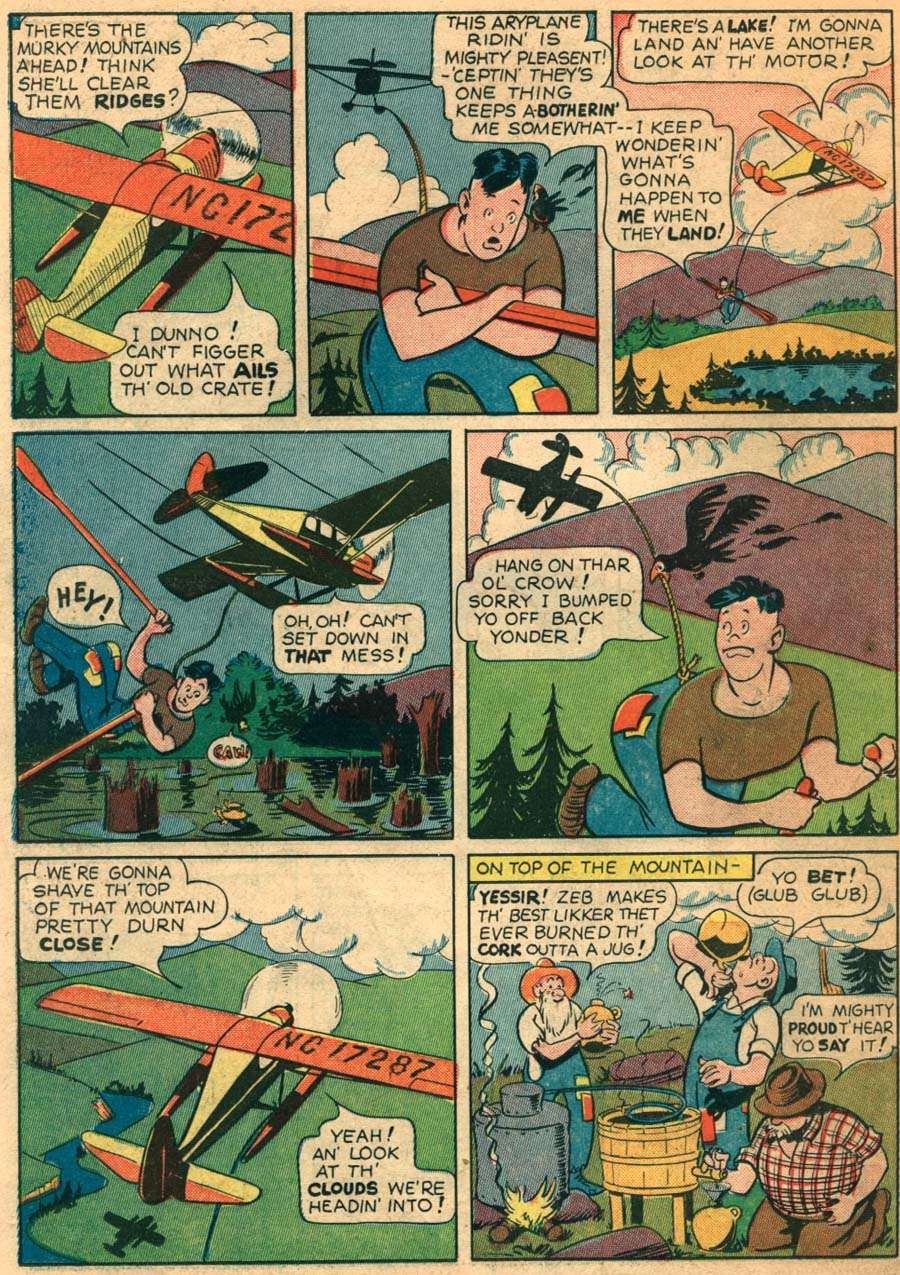 THERE'S THE
MURKY MOUNTAINS
AHEAD! THINK
SHE'LL CLEAR
THEM RIDGES?
NC172
I DUNNO!
CAN'T FIGGER
OUT WHAT AILS
TH' OLD CRATE!
THIS ARYPLANE
RIDIN' IS
MIGHTY PLEASENT!
-'CEPTIN' THEY'S
ONE THING
KEEPS A-BOTHERIN'
ME SOMEWHAT--I KEEP
WONDERIN'
WHAT'S
GONNA
HAPPEN TO
ME WHEN
THEY LAND!
THERE'S A LAKE! I'M GONNA
LAND AN' HAVE ANOTHER
LOOK AT TH' MOTOR!
NC17287
HEY!
OH, OH! CAN'T
SET DOWN IN
THAT MESS!
CAW!
HANG ON THAR
OL' CROW!
SORRY I BUMPED
YO OFF BACK
YONDER!
WE'RE GONNA
SHAVE TH' TOP
OF THAT MOUNTAIN
PRETTY DURN
CLOSE!
NC17287
YEAH!
AN' LOOK
AT TH'
CLOUDS WE'RE
HEADIN' INTO!
ON TOP OF THE MOUNTAIN-
YESSIR! ZEB MAKES
TH' BEST LIKKER THET
EVER BURNED TH'
CORK OUTTA A JUG!
YO BET!
(GLUB GLUB)
I'M MIGHTY
PROUD T' HEAR
YO SAY IT!